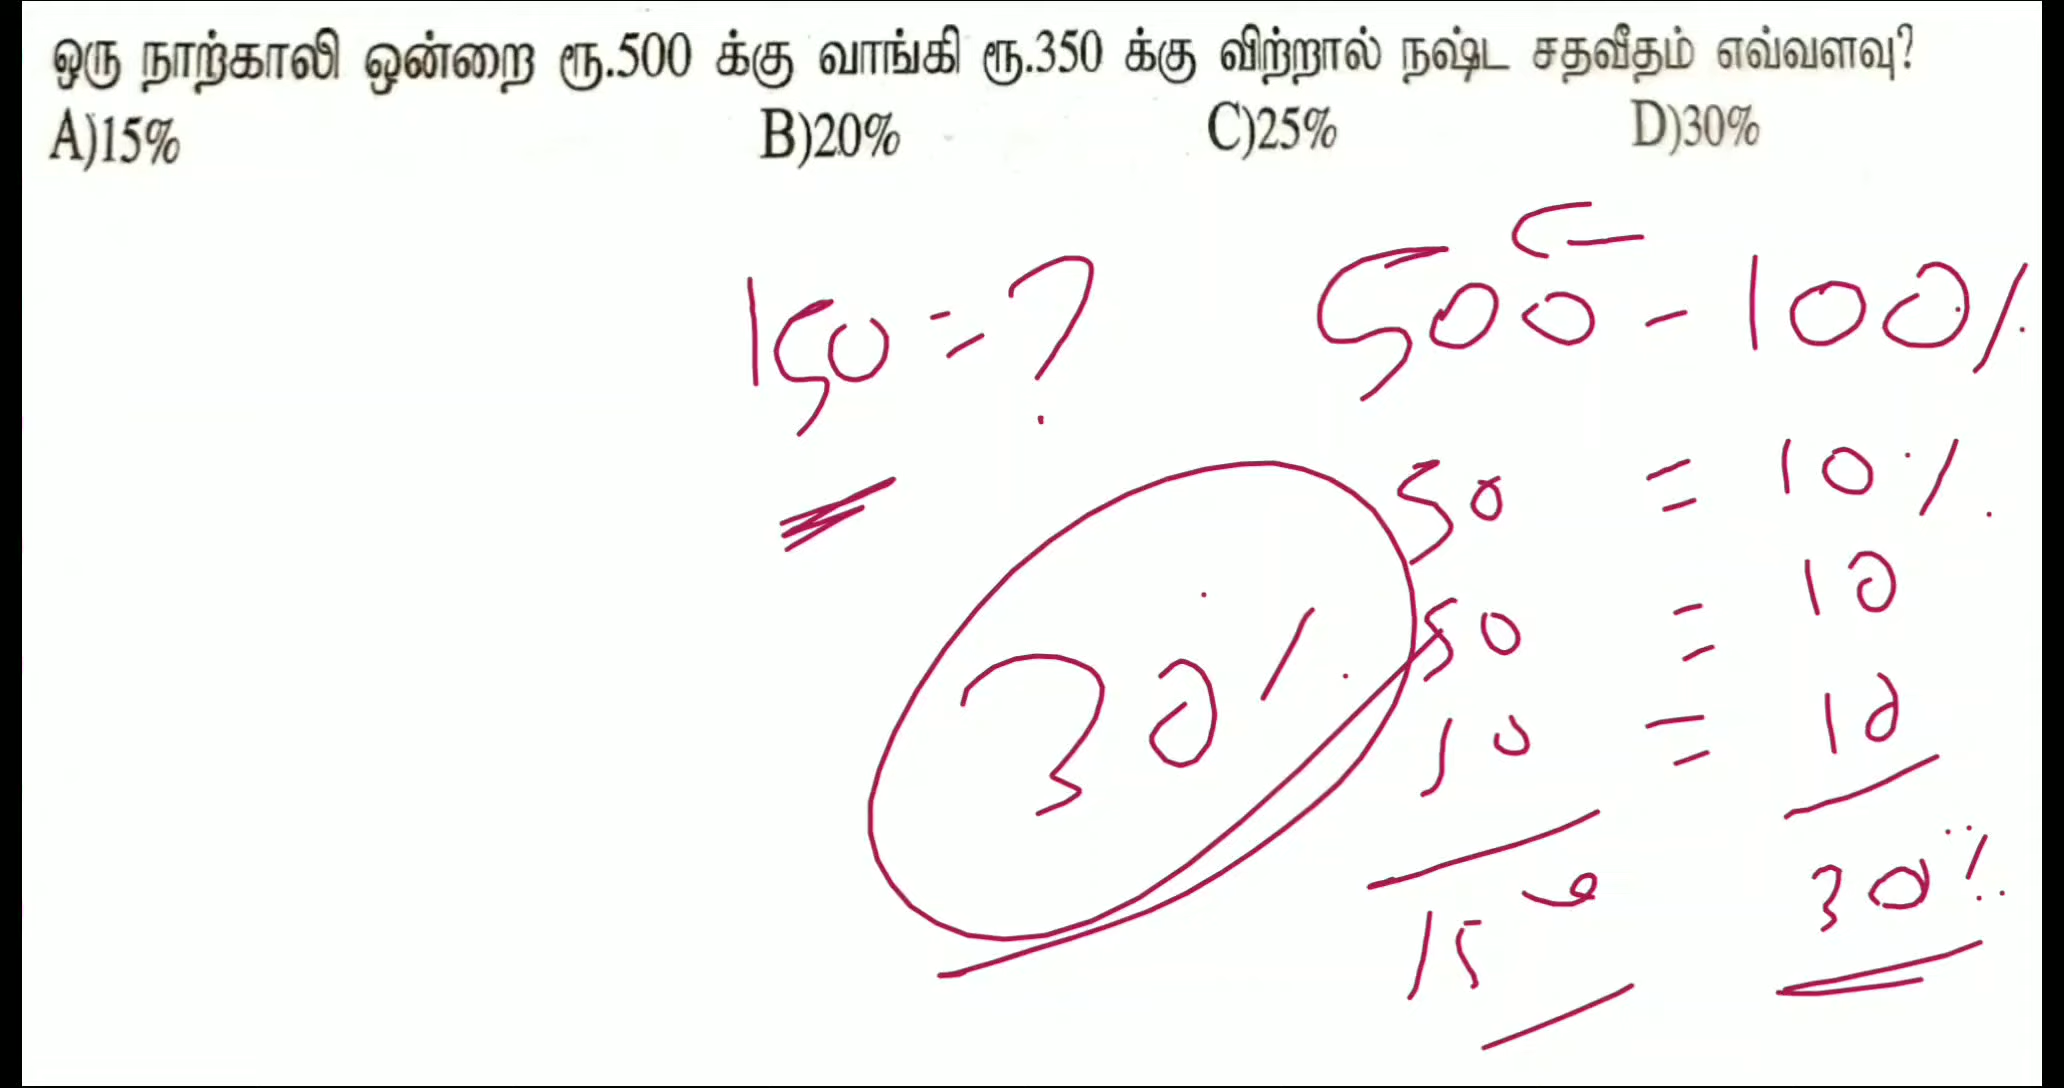 ஒரு நாற்காலி ஒன்றை ரூ.500 க்கு வாங்கி ரூ.350 க்கு விற்றால் நஷ்ட சதவீதம் எவ்வளவு?
A)15% B)20% C)25% D)30%
150 = ? 500 - 100%
50 = 10%
50 = 10
30% 10 = 10
150 30%